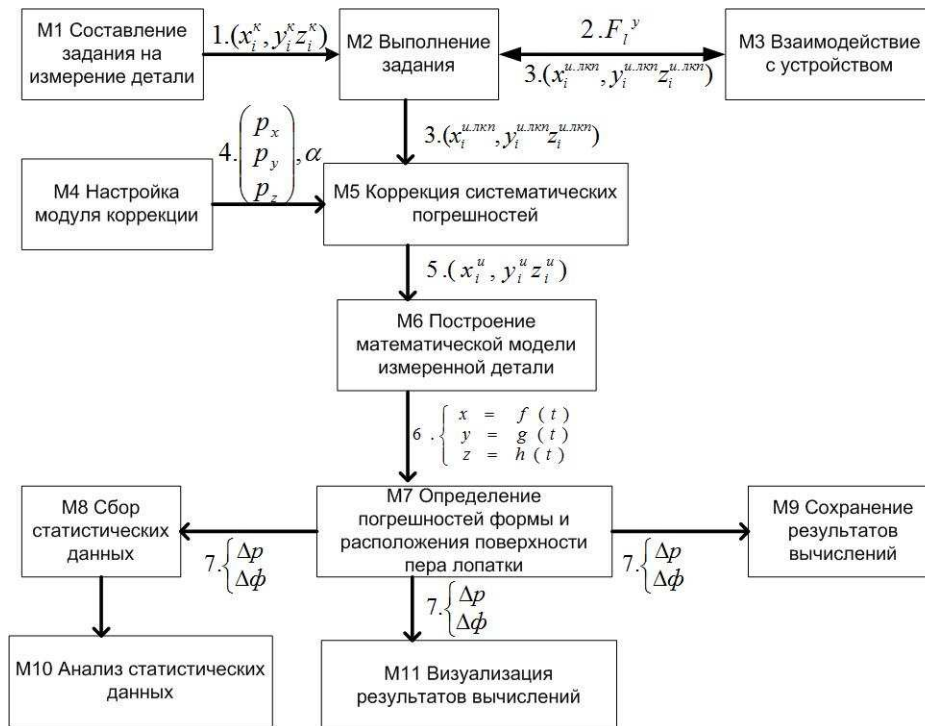 М1 Составление
задания на
измерение детали
1.(x_i^к, y_i^к z_i^к)
М2 Выполнение
задания
2.F_l^y
3.(x_i^{и.лкп}, y_i^{и.лкп} z_i^{и.лкп})
М3 Взаимодействие
с устройством
3.(x_i^{и.лкп}, y_i^{и.лкп} z_i^{и.лкп})
М4 Настройка
модуля коррекции
4.(p_x
p_y
p_z), α
М5 Коррекция систематических
погрешностей
5.(x_i^и, y_i^и z_i^и)
М6 Построение
математической модели
измеренной детали
6.{ x = f(t)
y = g(t)
z = h(t)
М8 Сбор
статистических
данных
М7 Определение
погрешностей формы и
расположения поверхности
пера лопатки
М9 Сохранение
результатов
вычислений
7.{Δp
Δф
7.{Δp
Δф
7.{Δp
Δф
М10 Анализ статистических
данных
М11 Визуализация
результатов вычислений